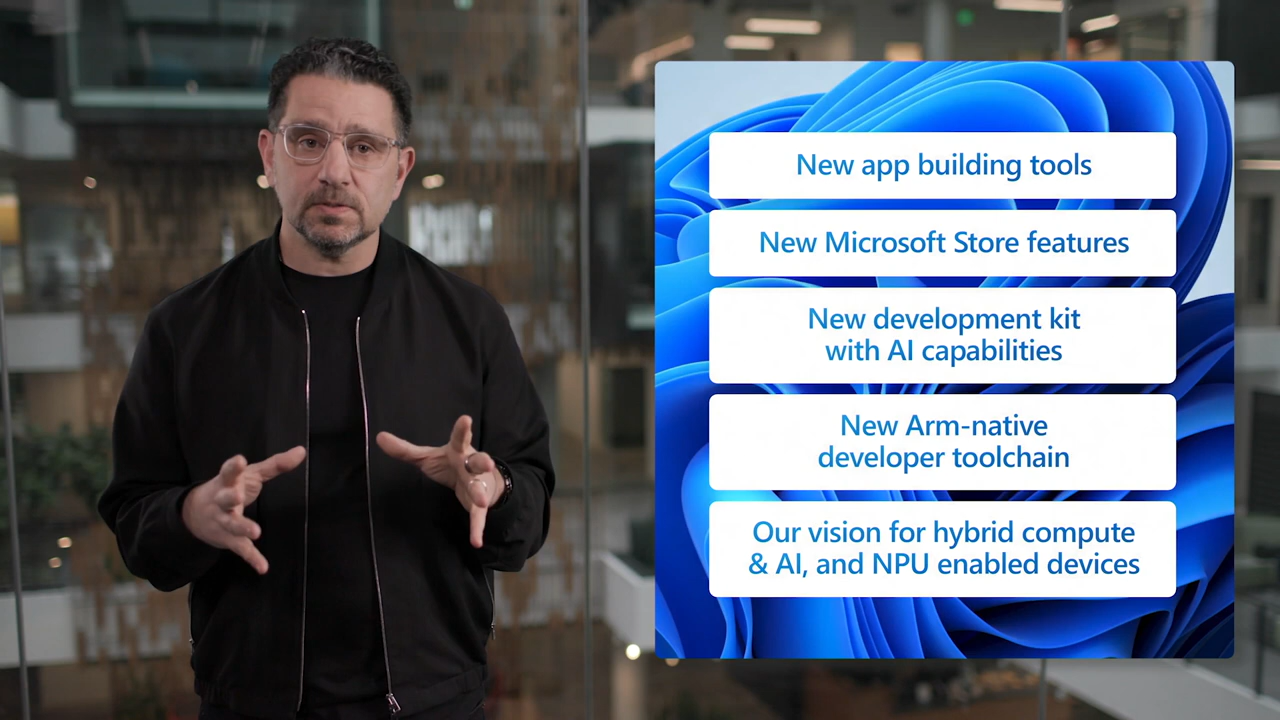 New app building tools
New Microsoft Store features
New development kit
with AI capabilities
New Arm-native
developer toolchain
Our vision for hybrid compute
& AI, and NPU enabled devices